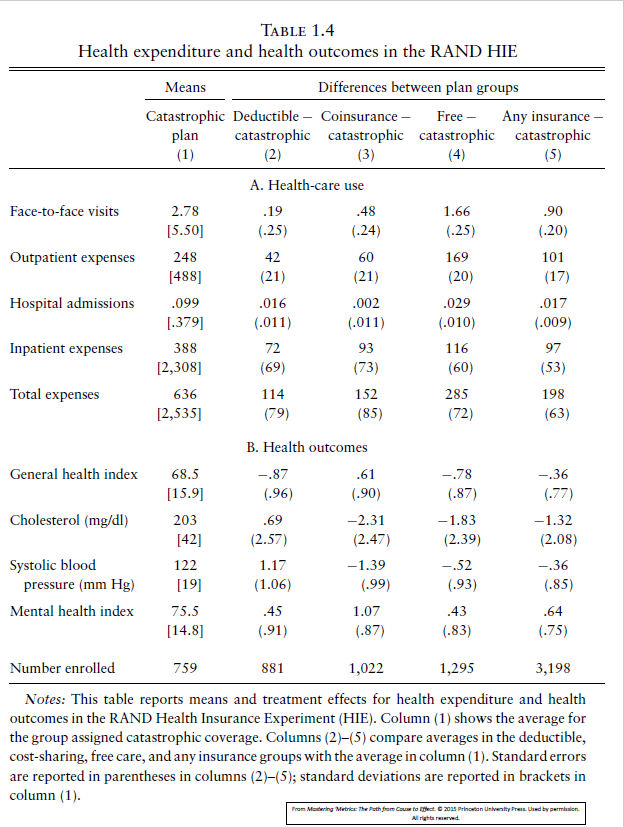 TABLE 1.4
Health expenditure and health outcomes in the RAND HIE
Means Differences between plan groups
Catastrophic Deductible – Coinsurance – Free – Any insurance –
plan catastrophic catastrophic catastrophic catastrophic
(1) (2) (3) (4) (5)
A. Health-care use
Face-to-face visits 2.78 .19 .48 1.66 .90
[5.50] (.25) (.24) (.25) (.20)
Outpatient expenses 248 42 60 169 101
[488] (21) (21) (20) (17)
Hospital admissions .099 .016 .002 .029 .017
[.379] (.011) (.011) (.010) (.009)
Inpatient expenses 388 72 93 116 97
[2,308] (69) (73) (60) (53)
Total expenses 636 114 152 285 198
[2,535] (79) (85) (72) (63)
B. Health outcomes
General health index 68.5 −.87 .61 −.78 −.36
[15.9] (.96) (.90) (.87) (.77)
Cholesterol (mg/dl) 203 .69 −2.31 −1.83 −1.32
[42] (2.57) (2.47) (2.39) (2.08)
Systolic blood 122 1.17 −1.39 −.52 −.36
pressure (mm Hg) [19] (1.06) (.99) (.93) (.85)
Mental health index 75.5 .45 1.07 .43 .64
[14.8] (.91) (.87) (.83) (.75)
Number enrolled 759 881 1,022 1,295 3,198
Notes: This table reports means and treatment effects for health expenditure and health
outcomes in the RAND Health Insurance Experiment (HIE). Column (1) shows the average for
the group assigned catastrophic coverage. Columns (2)–(5) compare averages in the deductible,
cost-sharing, free care, and any insurance groups with the average in column (1). Standard errors
are reported in parentheses in columns (2)–(5); standard deviations are reported in brackets in
column (1).
From Mastering 'Metrics: The Path from Cause to Effect. © 2015 Princeton University Press. Used by permission.
All rights reserved.